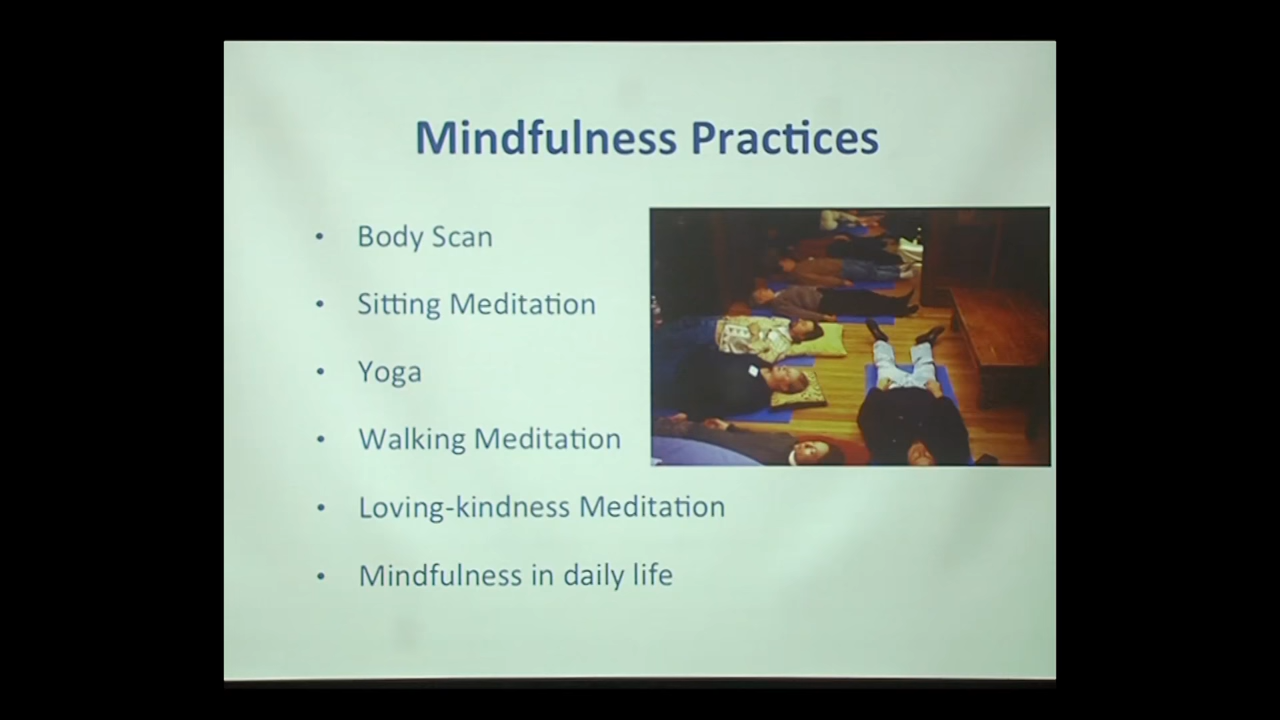 Mindfulness Practices
• Body Scan
• Sitting Meditation
• Yoga
• Walking Meditation
• Loving-kindness Meditation
• Mindfulness in daily life